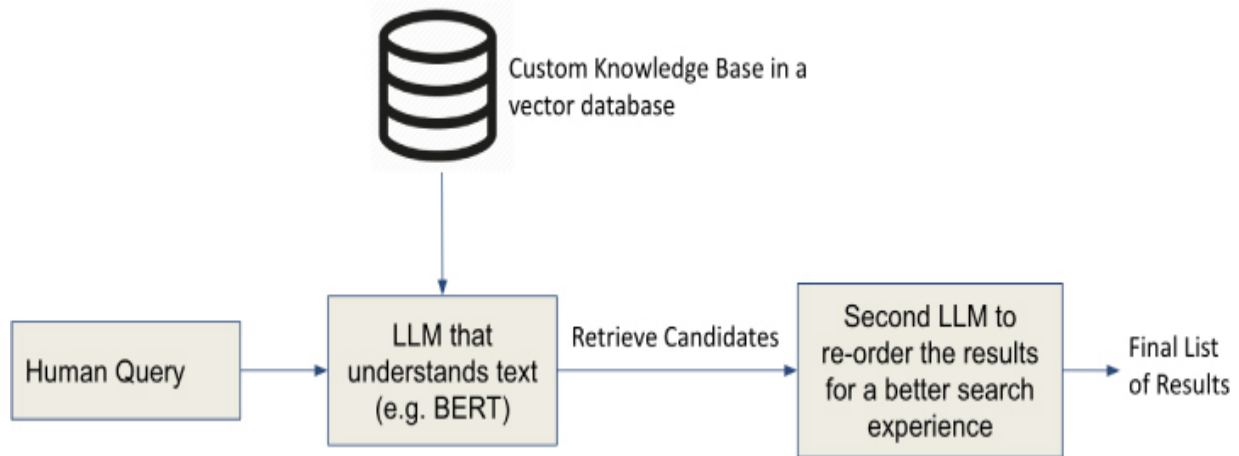 Custom Knowledge Base in a
vector database
Human Query
LLM that
understands text
(e.g. BERT)
Retrieve Candidates
Second LLM to
re-order the results
for a better search
experience
Final List
of Results